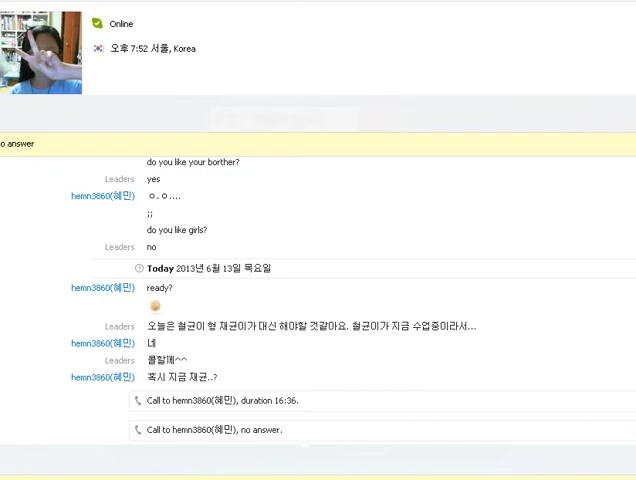 Online
오후 7:52 서울, Korea
no answer
do you like your borther?
Leaders yes
hemn3860(혜민) ㅇ.ㅇ....
;;
do you like girls?
Leaders no
Today 2013년 6월 13일 목요일
hemn3860(혜민) ready?
Leaders 오늘은 철균이 형 재균이가 대신 해야할 것같아요. 철균이가 지금 수업중이라서...
hemn3860(혜민) 네
Leaders 콜할께^^
hemn3860(혜민) 혹시 지금 재균..?
Call to hemn3860(혜민), duration 16:36.
Call to hemn3860(혜민), no answer.